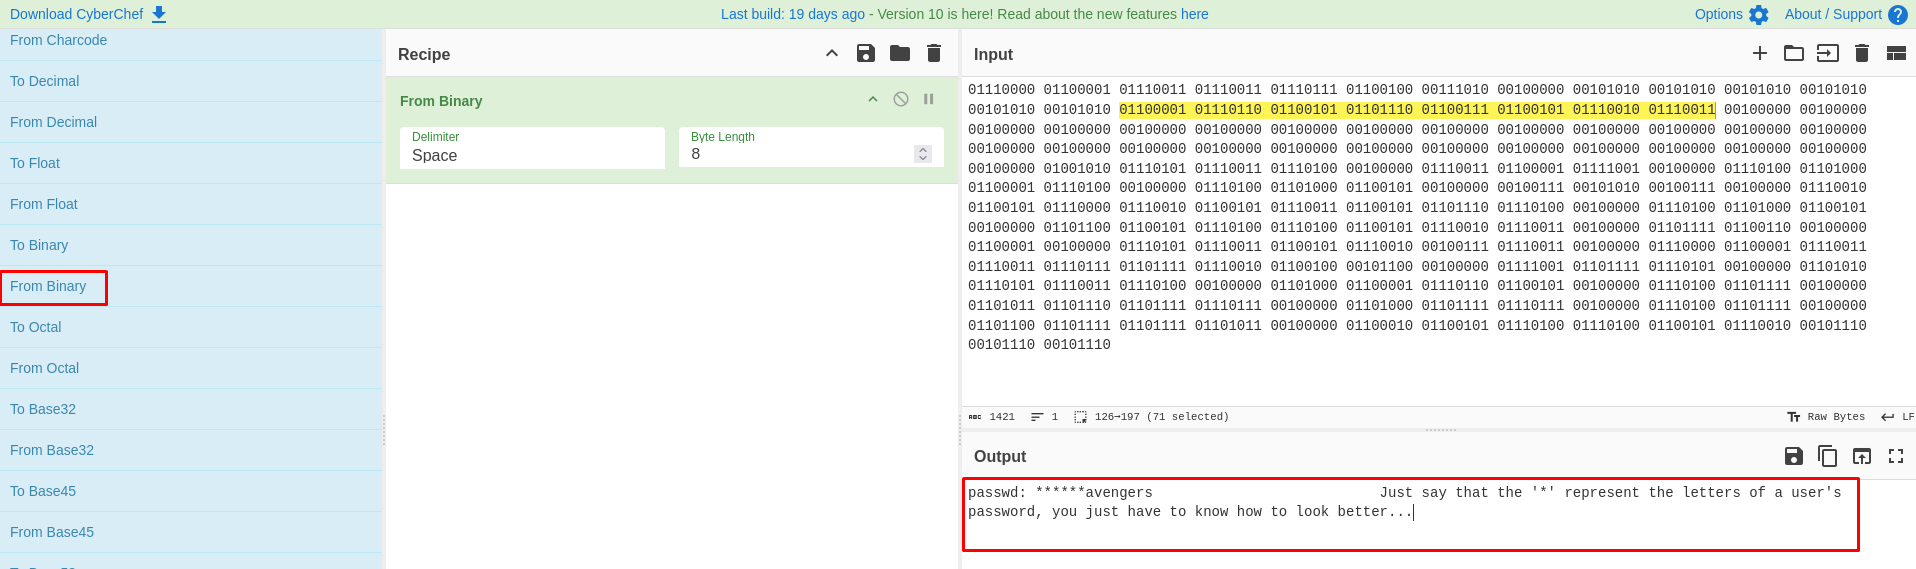 Download CyberChef
Last build: 19 days ago - Version 10 is here! Read about the new features here
Options
About / Support
From Charcode
To Decimal
From Decimal
To Float
From Float
To Binary
From Binary
To Octal
From Octal
To Base32
From Base32
To Base45
From Base45
Recipe
From Binary
Delimiter
Space
Byte Length
8
Input
01110000 01100001 01110011 01110011 01110111 01100100 00111010 00100000 00101010 00101010 00101010 00101010
00101010 00101010 01100001 01110110 01100101 01101110 01100111 01100101 01110010 01110011 00100000 00100000
00100000 00100000 00100000 00100000 00100000 00100000 00100000 00100000 00100000 00100000 00100000 00100000
00100000 00100000 00100000 00100000 00100000 00100000 00100000 00100000 00100000 00100000 00100000 00100000
00100000 01001010 01110101 01110011 01110100 00100000 01110011 01100001 01111001 00100000 01110100 01101000
01100001 01110100 00100000 01110100 01101000 01100101 00100000 00100111 00101010 00100111 00100000 01110010
01100101 01110000 01110010 01100101 01110011 01100101 01101110 01110100 00100000 01110100 01101000 01100101
00100000 01101100 01100101 01110100 01110100 01100101 01110010 01110011 00100000 01101111 01100110 00100000
01100001 00100000 01110101 01110011 01100101 01110010 00100111 01110011 00100000 01110000 01100001 01110011
01110011 01110111 01101111 01110010 01100100 00101100 00100000 01111001 01101111 01110101 00100000 01101010
01110101 01110011 01110100 00100000 01101000 01100001 01110110 01100101 00100000 01110100 01101111 00100000
01101011 01101110 01101111 01110111 00100000 01101000 01101111 01110111 00100000 01110100 01101111 00100000
01101100 01101111 01101111 01101011 00100000 01100010 01100101 01110100 01110100 01100101 01110010 00101110
00101110 00101110
1421
1
126→197 (71 selected)
Raw Bytes
LF
Output
passwd: ******avengers Just say that the '*' represent the letters of a user's
password, you just have to know how to look better...